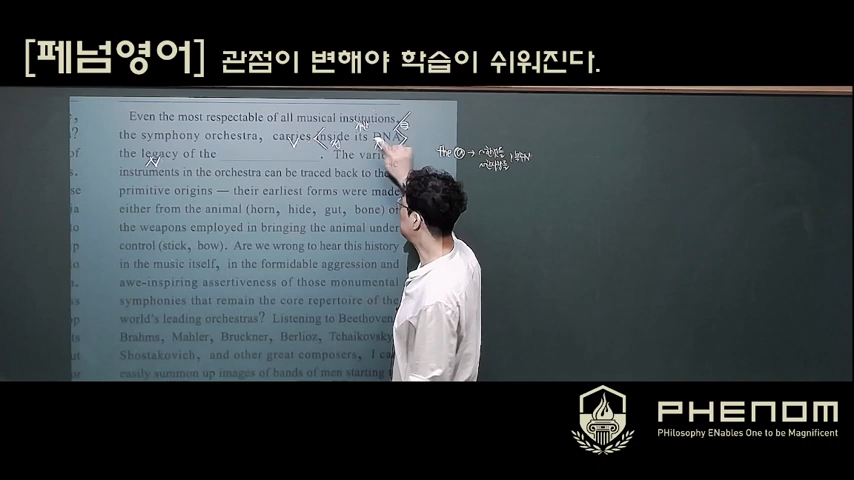 [페넘영어] 관점이 변해야 학습이 쉬워진다.
Even the most respectable of all musical institutions,
the symphony orchestra, carries inside its DNA
the legacy of the ____________. The
instruments in the orchestra can be traced back to
primitive origins — their earliest forms were made
either from the animal (horn, hide, gut, bone) or
the weapons employed in bringing the animal under
control (stick, bow). Are we wrong to hear this history
in the music itself, in the formidable aggression and
awe-inspiring assertiveness of those monumental
symphonies that remain the core repertoire of the
world's leading orchestras? Listening to Beethoven,
Brahms, Mahler, Bruckner, Berlioz, Tchaikovsky,
Shostakovich, and other great composers, I
easily summon up images of bands of men starting
the
PHENOM
PHilosophy ENables One to be Magnificent